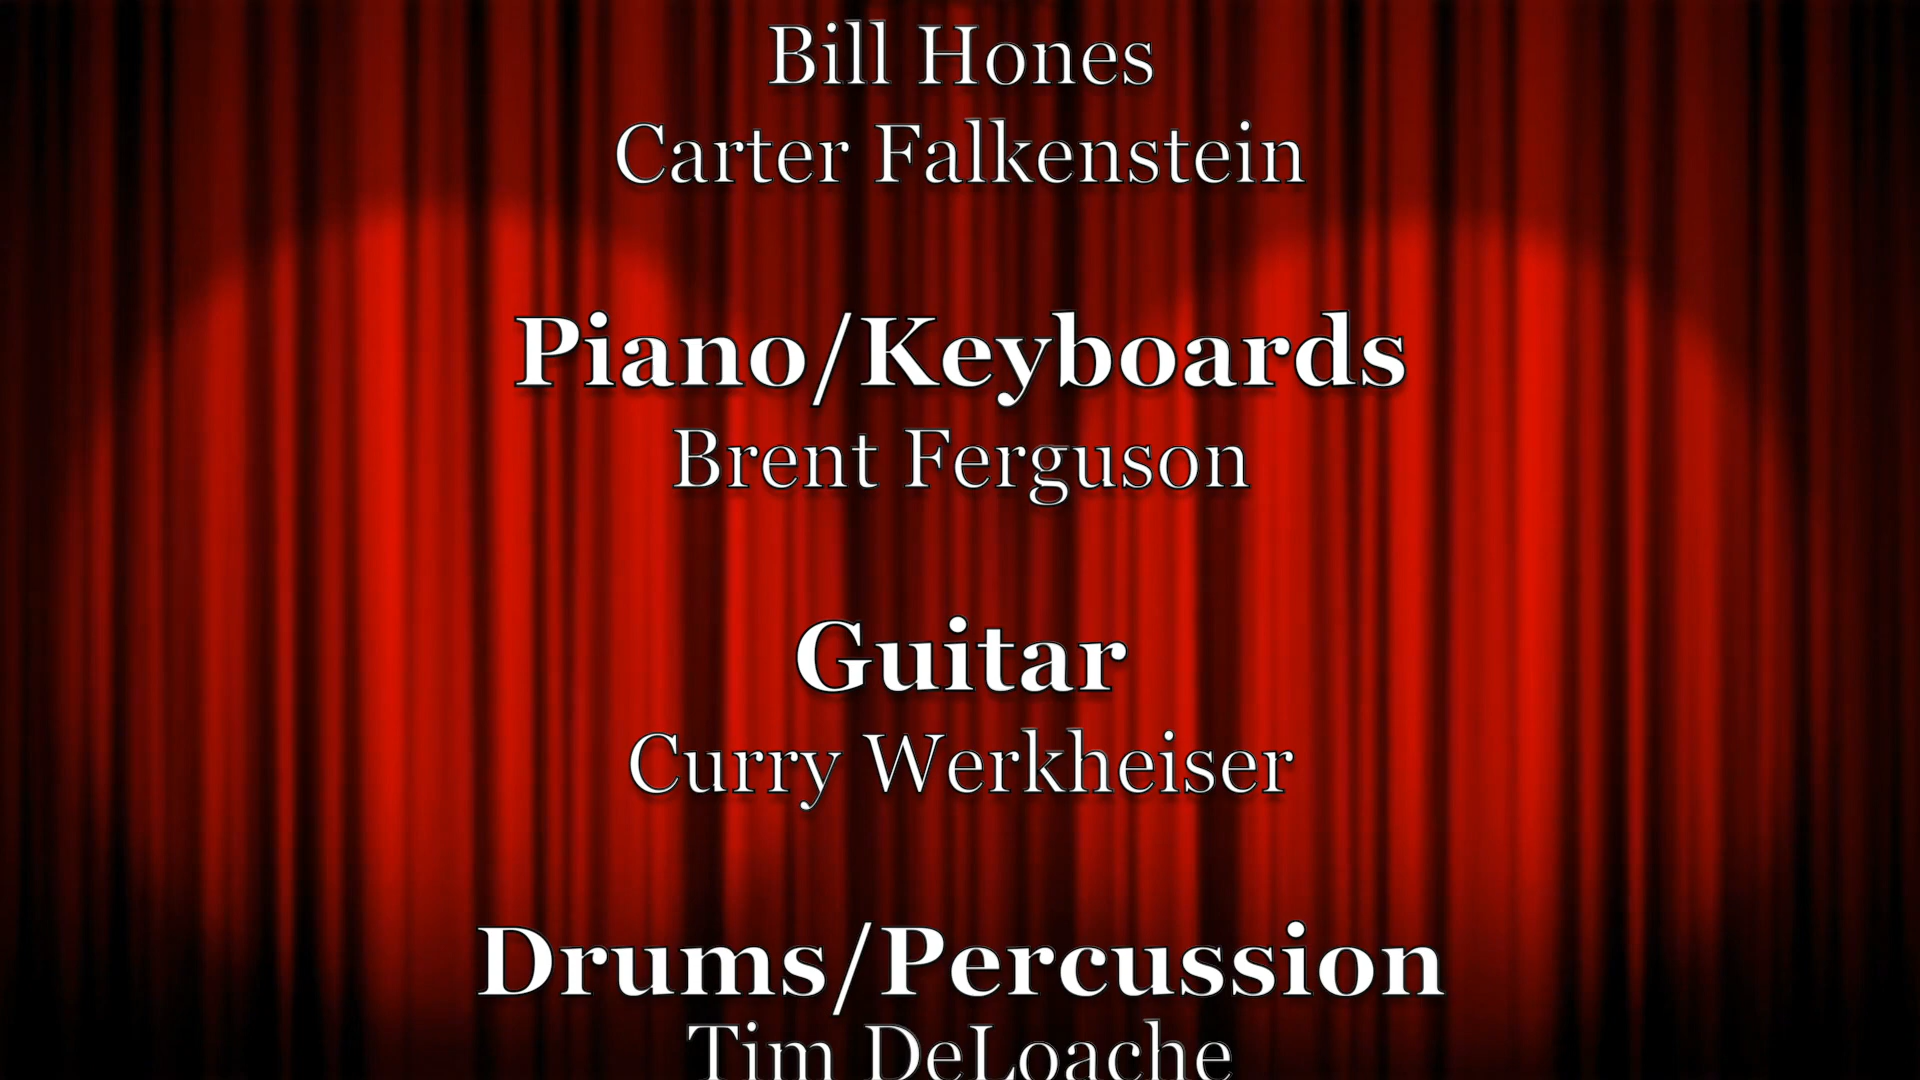 Bill Hones
Carter Falkenstein
Piano/Keyboards
Brent Ferguson
Guitar
Curry Werkheiser
Drums/Percussion
Tim DeLoache